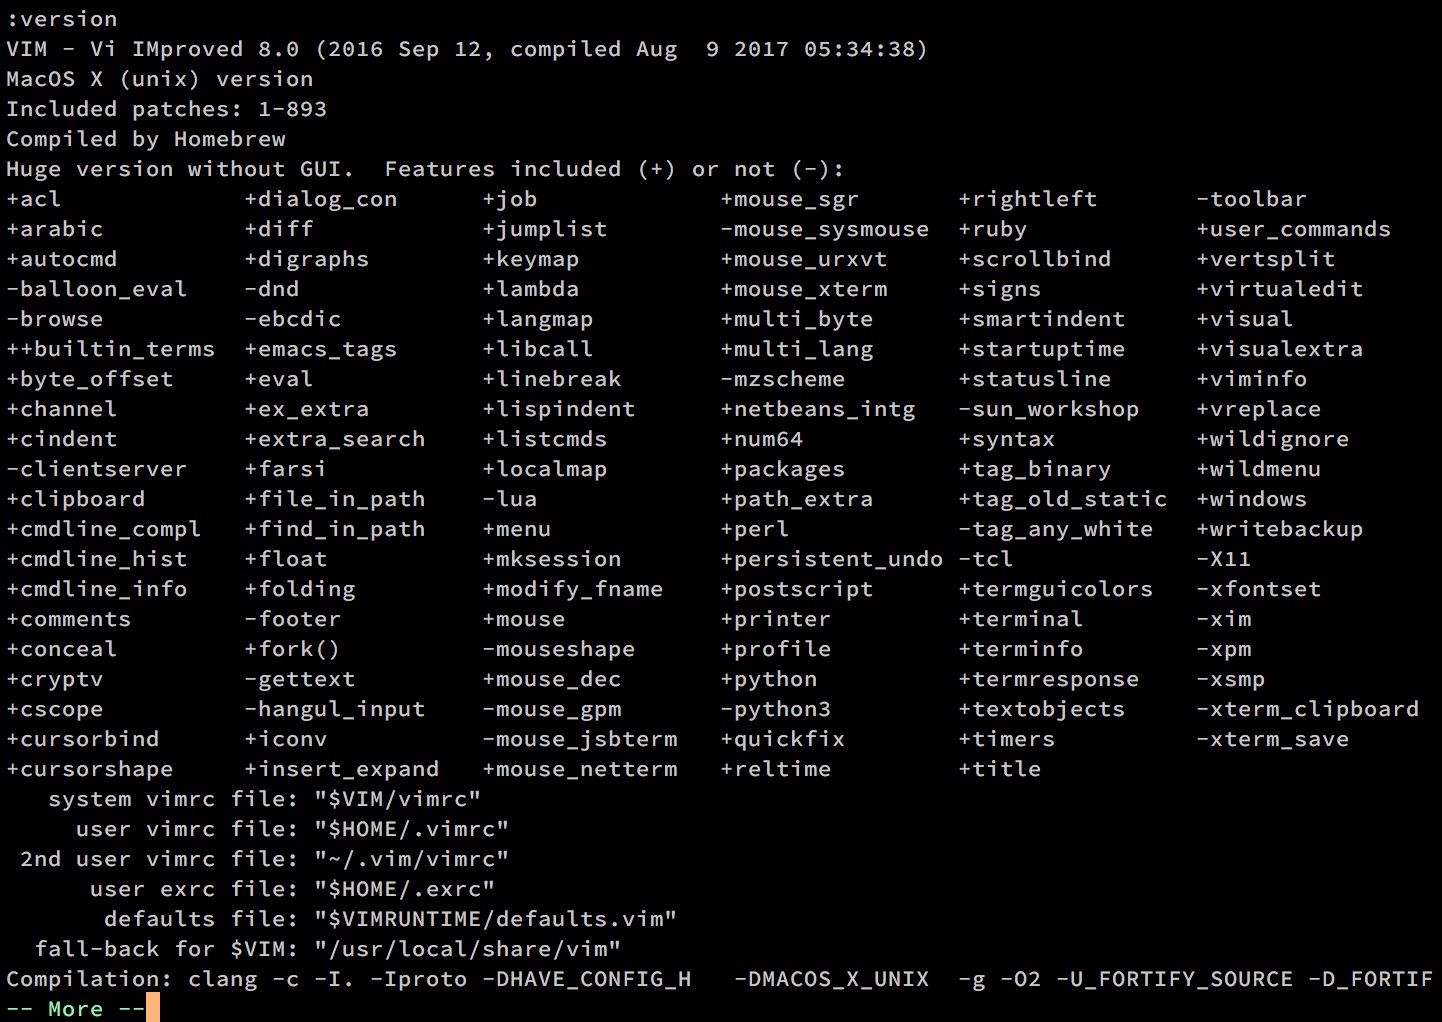 :version
VIM - Vi IMproved 8.0 (2016 Sep 12, compiled Aug  9 2017 05:34:38)
MacOS X (unix) version
Included patches: 1-893
Compiled by Homebrew
Huge version without GUI.  Features included (+) or not (-):
+acl             +dialog_con      +job             +mouse_sgr       +rightleft       -toolbar
+arabic          +diff            +jumplist        -mouse_sysmouse  +ruby            +user_commands
+autocmd         +digraphs        +keymap          +mouse_urxvt     +scrollbind      +vertsplit
-balloon_eval    -dnd             +lambda          +mouse_xterm     +signs           +virtualedit
-browse          -ebcdic          +langmap         +multi_byte      +smartindent     +visual
++builtin_terms  +emacs_tags      +libcall         +multi_lang      +startuptime     +visualextra
+byte_offset     +eval            +linebreak       -mzscheme        +statusline      +viminfo
+channel         +ex_extra        +lispindent      +netbeans_intg   -sun_workshop    +vreplace
+cindent         +extra_search    +listcmds        +num64           +syntax          +wildignore
-clientserver    +farsi           +localmap        +packages        +tag_binary      +wildmenu
+clipboard       +file_in_path    -lua             +path_extra      +tag_old_static  +windows
+cmdline_compl   +find_in_path    +menu            +perl            -tag_any_white   +writebackup
+cmdline_hist    +float           +mksession       +persistent_undo -tcl             -X11
+cmdline_info    +folding         +modify_fname    +postscript      +termguicolors   -xfontset
+comments        -footer          +mouse           +printer         +terminal        -xim
+conceal         +fork()          -mouseshape      +profile         +terminfo        -xpm
+cryptv          -gettext         +mouse_dec       +python          +termresponse    -xsmp
+cscope          -hangul_input    -mouse_gpm       -python3         +textobjects     -xterm_clipboard
+cursorbind      +iconv           -mouse_jsbterm   +quickfix        +timers          -xterm_save
+cursorshape     +insert_expand   +mouse_netterm   +reltime         +title
   system vimrc file: "$VIM/vimrc"
     user vimrc file: "$HOME/.vimrc"
 2nd user vimrc file: "~/.vim/vimrc"
      user exrc file: "$HOME/.exrc"
       defaults file: "$VIMRUNTIME/defaults.vim"
  fall-back for $VIM: "/usr/local/share/vim"
Compilation: clang -c -I. -Iproto -DHAVE_CONFIG_H   -DMACOS_X_UNIX  -g -O2 -U_FORTIFY_SOURCE -D_FORTIF
-- More --